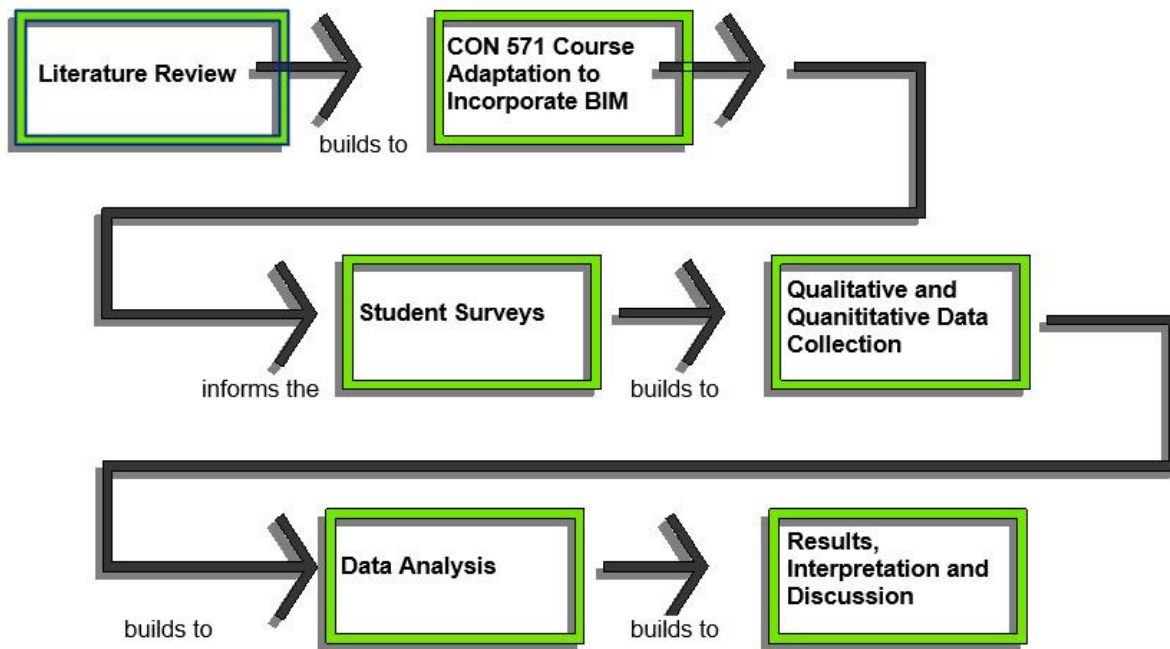 Literature Review
builds to
CON 571 Course
Adaptation to
Incorporate BIM
informs the
Student Surveys
builds to
Qualitative and
Quanititative Data
Collection
builds to
Data Analysis
builds to
Results,
Interpretation and
Discussion